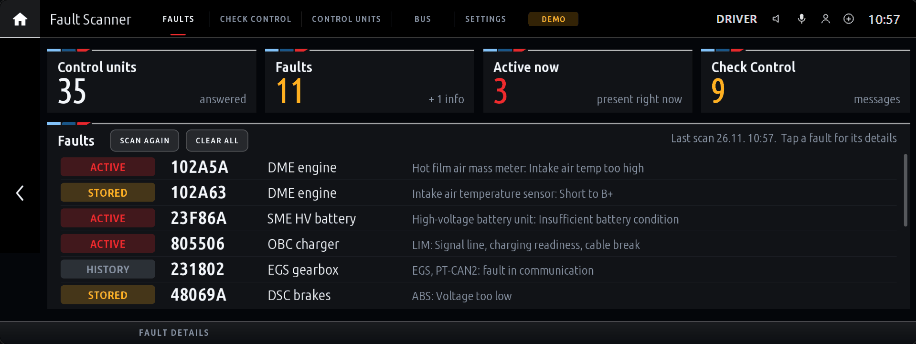 Fault Scanner FAULTS CHECK CONTROL CONTROL UNITS BUS SETTINGS DEMO DRIVER 10:57
Control units
35
answered
Faults
11
+ 1 info
Active now
3
present right now
Check Control
9
messages
Faults SCAN AGAIN CLEAR ALL Last scan 26.11. 10:57. Tap a fault for its details
ACTIVE 102A5A DME engine Hot film air mass meter: Intake air temp too high
STORED 102A63 DME engine Intake air temperature sensor: Short to B+
ACTIVE 23F86A SME HV battery High-voltage battery unit: Insufficient battery condition
ACTIVE 805506 OBC charger LIM: Signal line, charging readiness, cable break
HISTORY 231802 EGS gearbox EGS, PT-CAN2: fault in communication
STORED 48069A DSC brakes ABS: Voltage too low
FAULT DETAILS